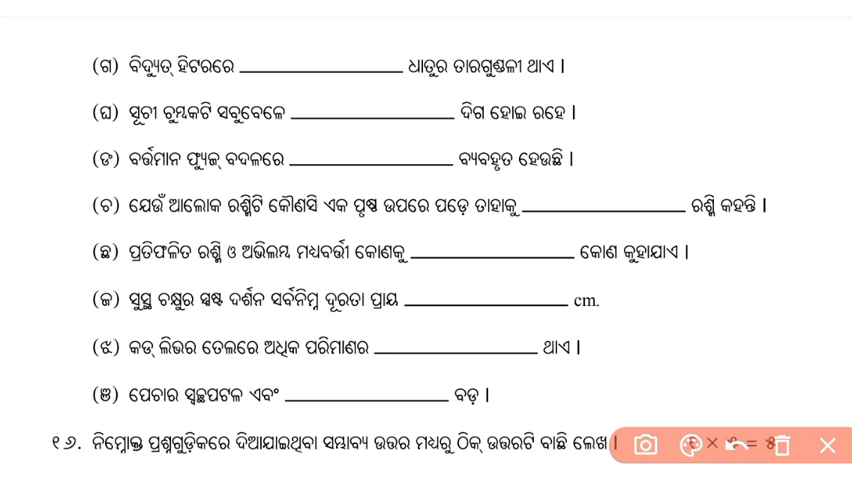 (ଗ) ବିଦ୍ୟୁତ୍ ହିଟରରେ ________________ ଧାତୁର ତାରଗୁଣ୍ଡଳୀ ଥାଏ |
(ଘ) ସୂଚୀ ଚୁମ୍ବକଟି ସବୁବେଳେ ________________ ଦିଗ ହୋଇ ରହେ |
(ଙ) ବର୍ତ୍ତମାନ ଫ୍ୟୁଜ୍ ବଦଳରେ ________________ ବ୍ୟବହୃତ ହେଉଛି |
(ଚ) ଯେଉଁ ଆଲୋକ ରଶ୍ମିଟି କୌଣସି ଏକ ପୃଷ୍ଠ ଉପରେ ପଡ଼େ ତାହାକୁ ________________ ରଶ୍ମି କହନ୍ତି |
(ଛ) ପ୍ରତିଫଳିତ ରଶ୍ମି ଓ ଅଭିଲମ୍ବ ମଧ୍ୟବର୍ତ୍ତୀ କୋଣକୁ ________________ କୋଣ କୁହାଯାଏ |
(ଜ) ସୁସ୍ଥ ଚକ୍ଷୁର ସ୍ପଷ୍ଟ ଦର୍ଶନ ସର୍ବନିମ୍ନ ଦୂରତା ପ୍ରାୟ ________________ cm.
(ଝ) କଡ୍ ଲିଭର ତେଲରେ ଅଧିକ ପରିମାଣର ________________ ଥାଏ |
(ଞ) ପେଚାର ସ୍ୱଚ୍ଛପଟଳ ଏବଂ ________________ ବଡ଼ |
୧୬. ନିମ୍ନୋକ୍ତ ପ୍ରଶ୍ନଗୁଡ଼ିକରେ ଦିଆଯାଇଥିବା ସମ୍ଭାବ୍ୟ ଉତ୍ତର ମଧ୍ୟରୁ ଠିକ୍ ଉତ୍ତରଟି ବାଛି ଲେଖ |